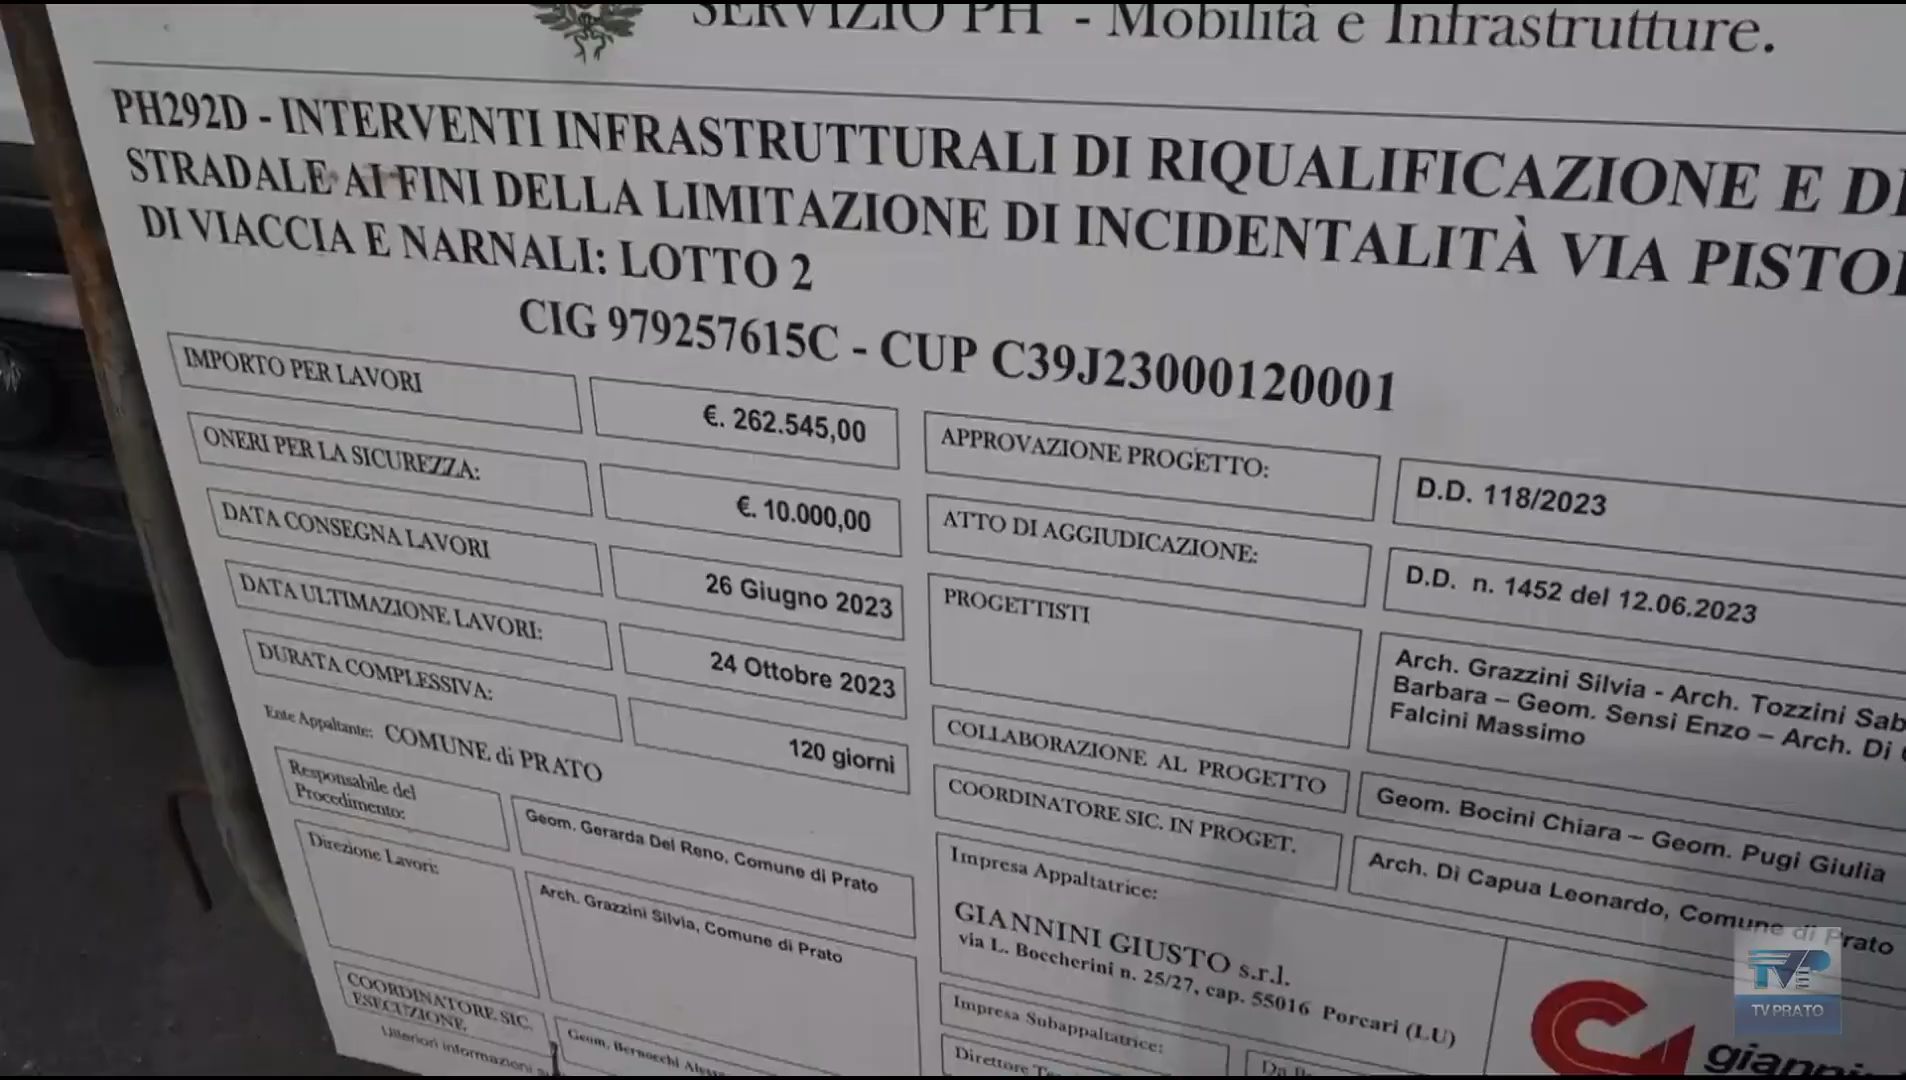 SERVIZIO PH - Mobilità e Infrastrutture.
PH292D - INTERVENTI INFRASTRUTTURALI DI RIQUALIFICAZIONE E
STRADALE AI FINI DELLA LIMITAZIONE DI INCIDENTALITÀ VIA
DI VIACCIA E NARNALI: LOTTO 2
CIG 979257615C - CUP C39J23000120001
IMPORTO PER LAVORI
€. 262.545,00
ONERI PER LA SICUREZZA:
€. 10.000,00
DATA CONSEGNA LAVORI
26 Giugno 2023
DATA ULTIMAZIONE LAVORI:
24 Ottobre 2023
DURATA COMPLESSIVA:
120 giorni
Ente Appaltante: COMUNE di PRATO
Responsabile del
Procedimento:
Geom. Gerarda Del Reno, Comune di Prato
Direzione Lavori:
Arch. Grazzini Silvia, Comune di Prato
COORDINATORE SIC.
ESECUZIONE.
Geom. Bernocchi
Ulteriori informazioni
APPROVAZIONE PROGETTO:
D.D. 118/2023
ATTO DI AGGIUDICAZIONE:
D.D. n. 1452 del 12.06.2023
PROGETTISTI
Arch. Grazzini Silvia - Arch. Tozzini
Barbara – Geom. Sensi Enzo – Arch. Di
Falcini Massimo
COLLABORAZIONE AL PROGETTO
Geom. Bocini Chiara – Geom. Pugi Giulia
COORDINATORE SIC. IN PROGET.
Arch. Di Capua Leonardo, Comune di Prato
Impresa Appaltatrice:
GIANNINI GIUSTO s.r.l.
via L. Boccherini n. 25/27, cap. 55016 Porcari (LU)
Impresa Subappaltatrice:
Direttore
TV PRATO